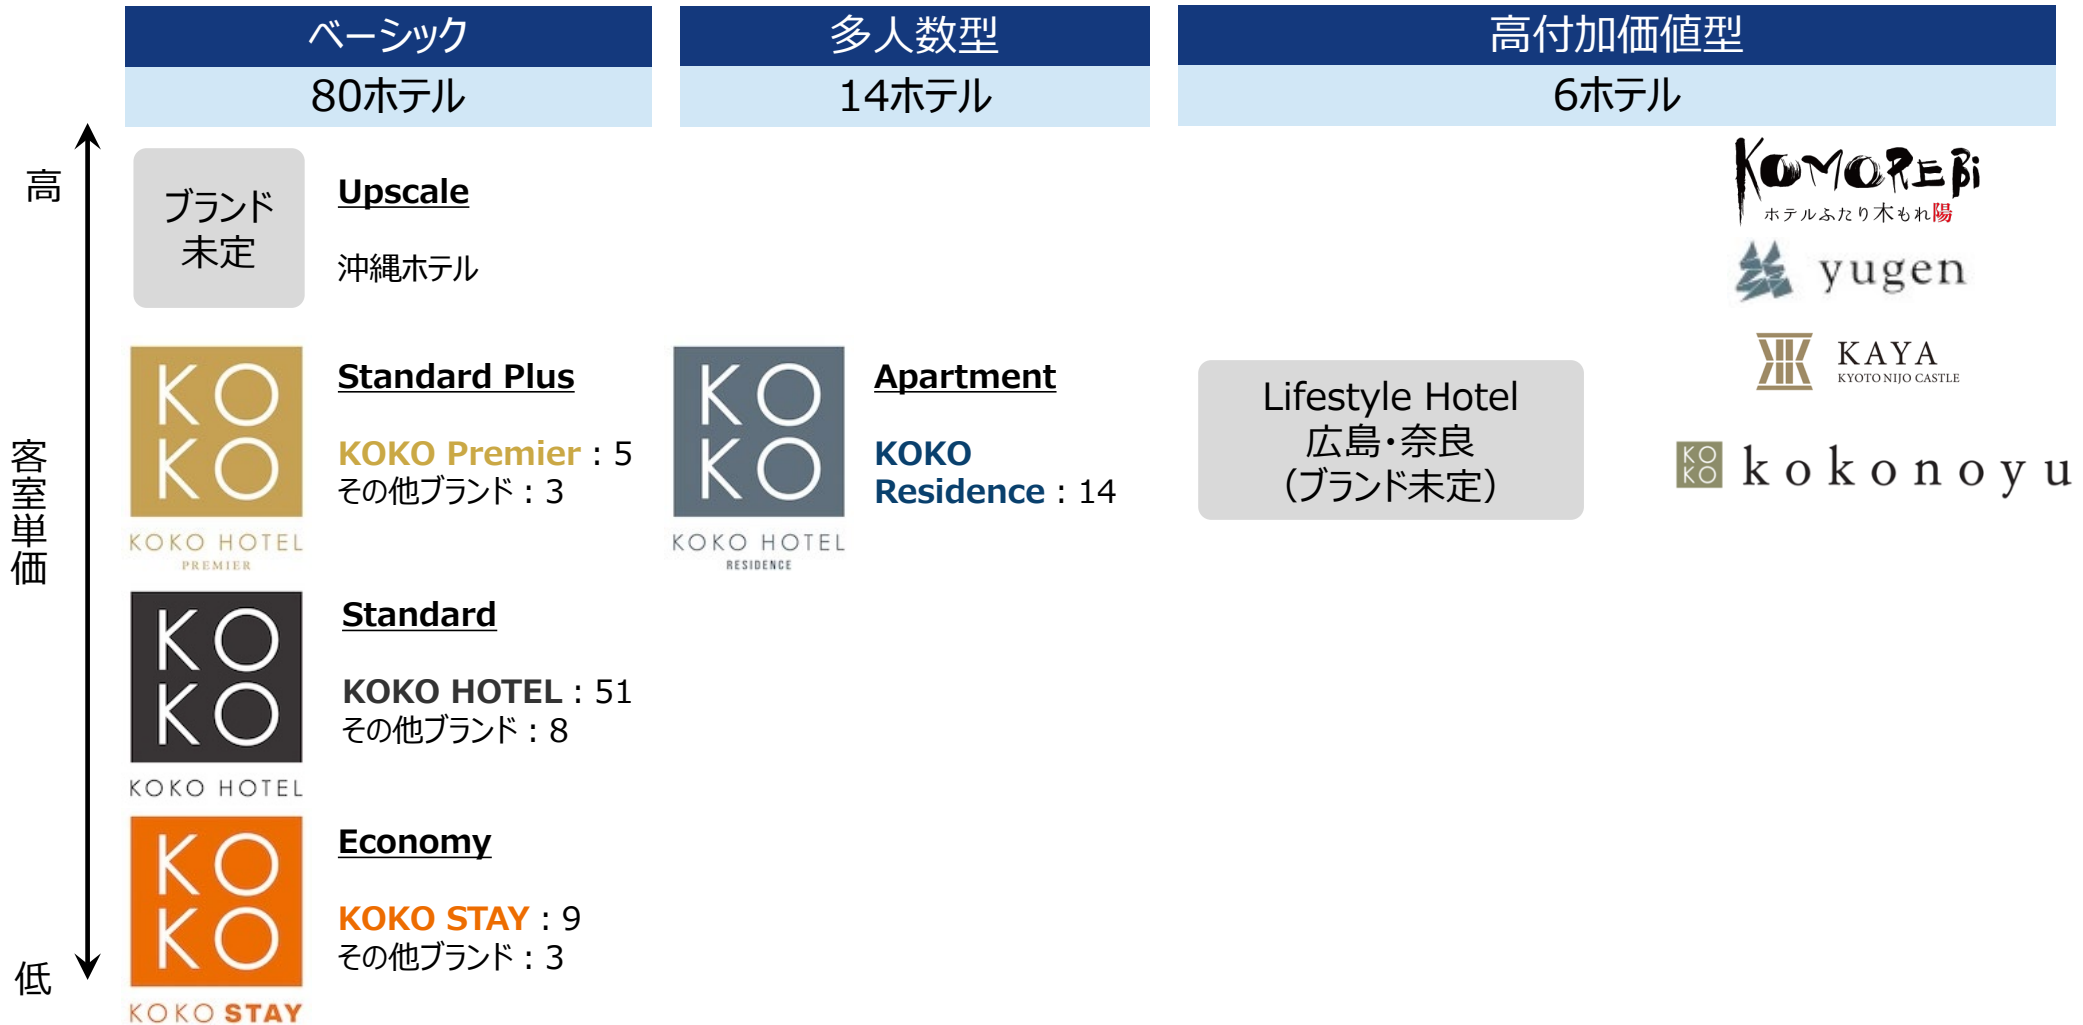 ベーシック
80ホテル
多人数型
14ホテル
高付加価値型
6ホテル
高
客室単価
低
ブランド
未定
Upscale
沖縄ホテル
KO
KO
KOKO HOTEL
PREMIER
Standard Plus
KOKO Premier：5
その他ブランド：3
KO
KO
KOKO HOTEL
Standard
KOKO HOTEL：51
その他ブランド：8
KO
KO
KOKO STAY
Economy
KOKO STAY：9
その他ブランド：3
KO
KO
KOKO HOTEL
RESIDENCE
Apartment
KOKO
Residence：14
Lifestyle Hotel
広島・奈良
（ブランド未定）
KOMOREBi
ホテルふたり木もれ陽
yugen
KAYA
KYOTO NIJO CASTLE
KO
KO
kokonoyu